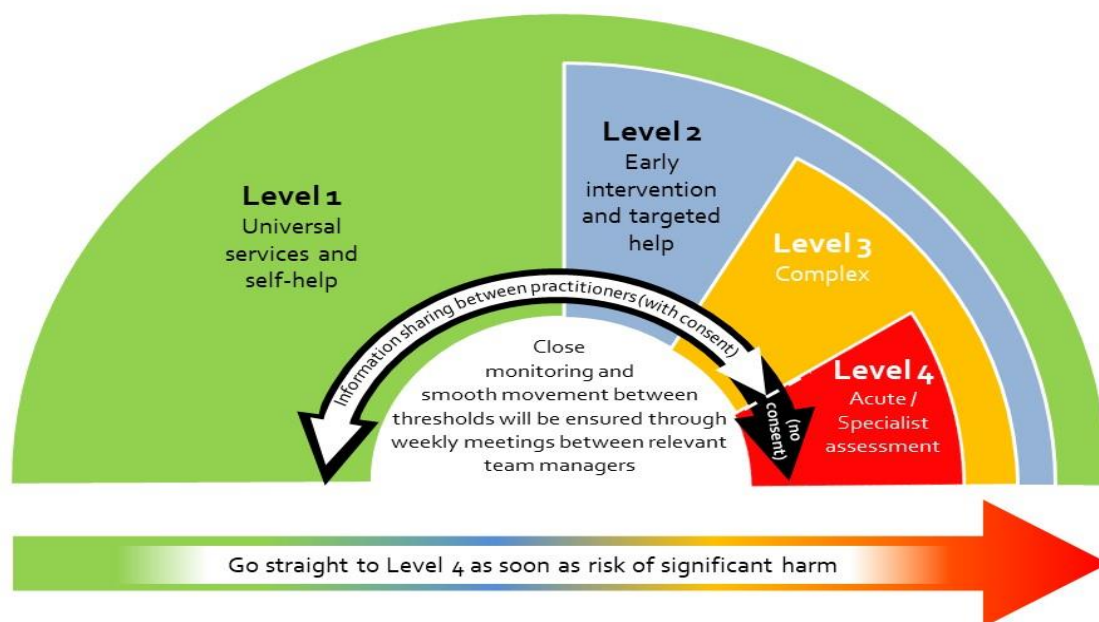 Level 1
Universal
services and
self-help
Level 2
Early
intervention
and targeted
help
Level 3
Complex
Level 4
Acute /
Specialist
assessment
Information sharing between practitioners (with consent)
(no
consent)
Close
monitoring and
smooth movement between
thresholds will be ensured through
weekly meetings between relevant
team managers
Go straight to Level 4 as soon as risk of significant harm